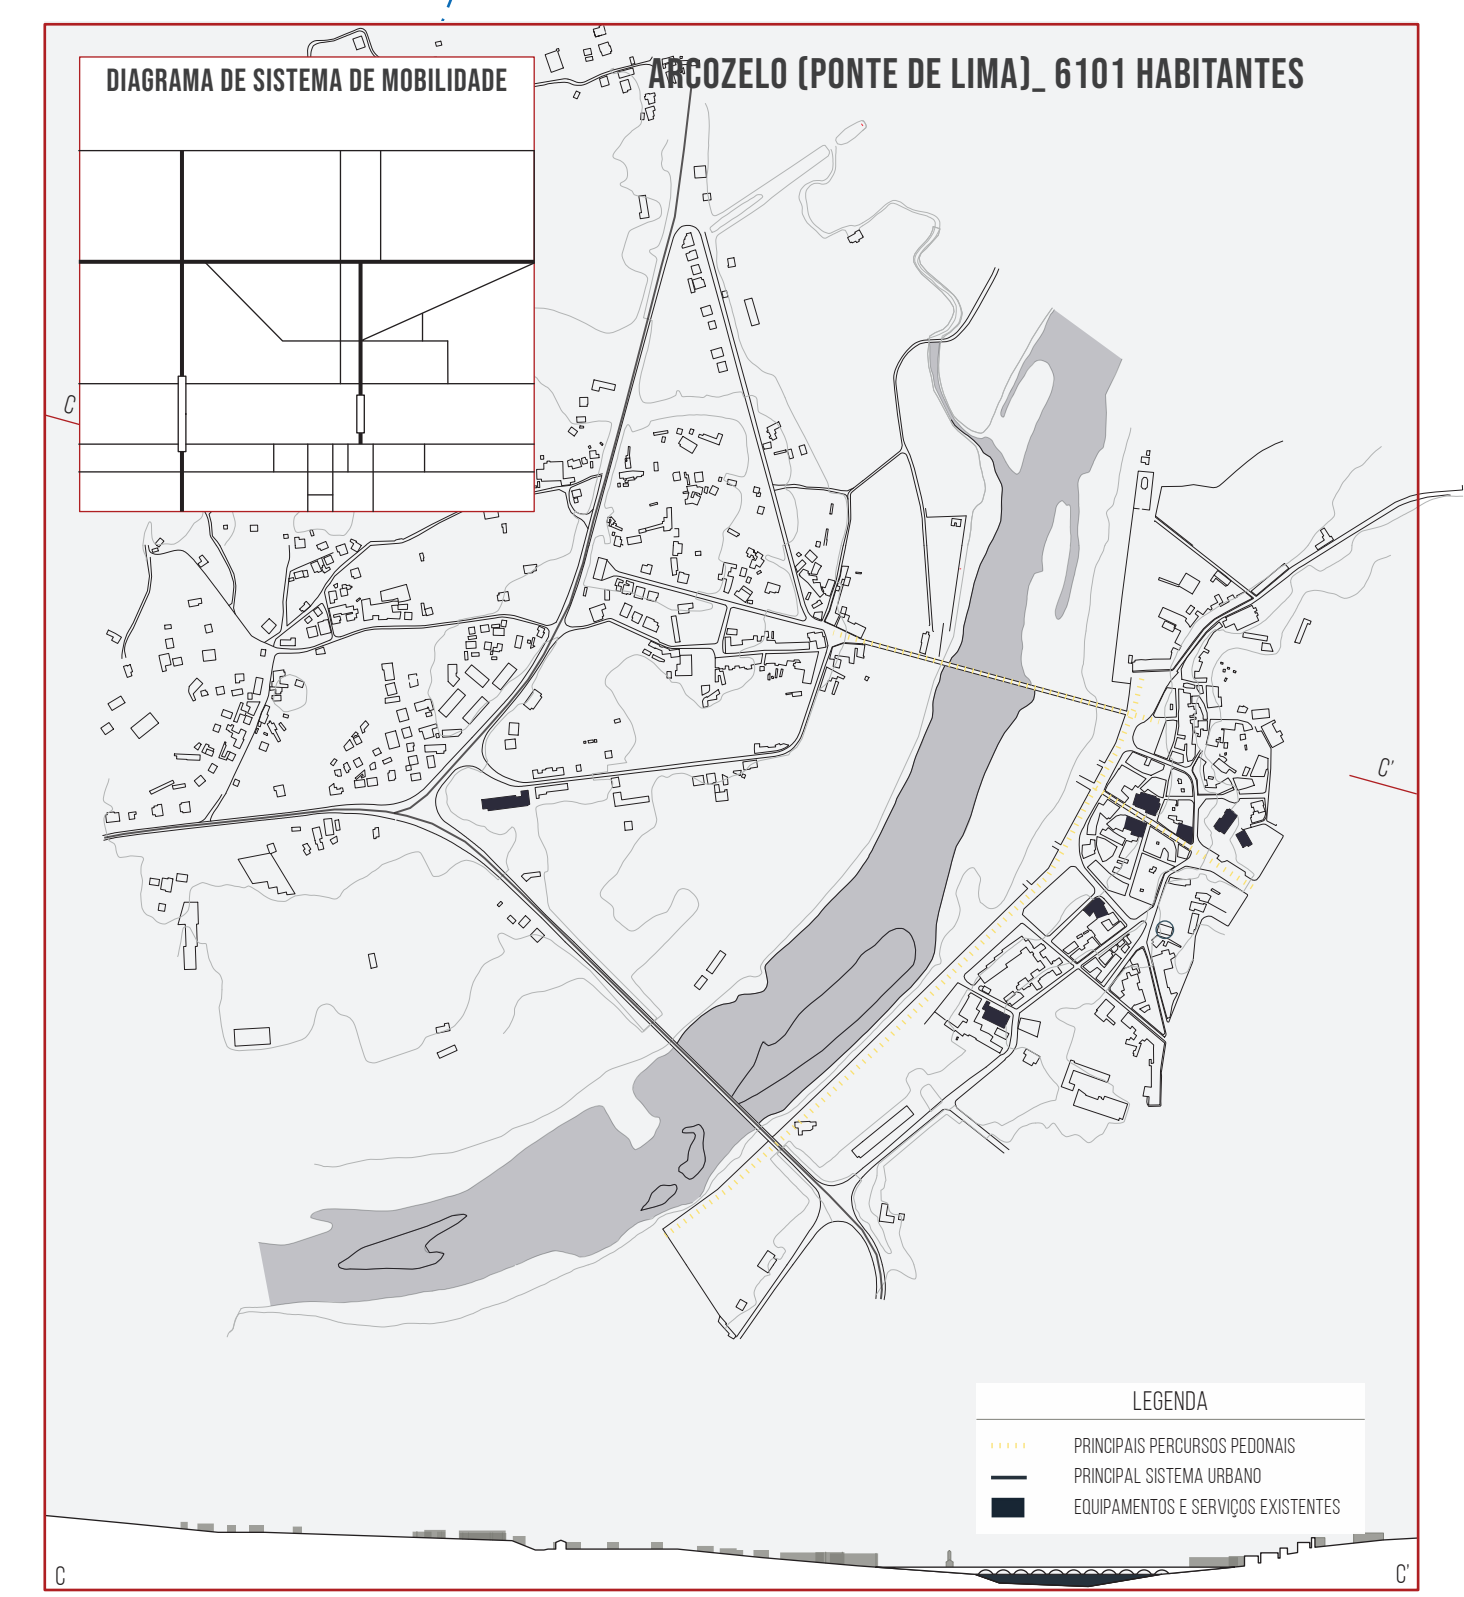 DIAGRAMA DE SISTEMA DE MOBILIDADE
ARCOZELO (PONTE DE LIMA)_ 6101 HABITANTES
C
C'
LEGENDA
PRINCIPAIS PERCURSOS PEDONAIS
PRINCIPAL SISTEMA URBANO
EQUIPAMENTOS E SERVIÇOS EXISTENTES
C
C'